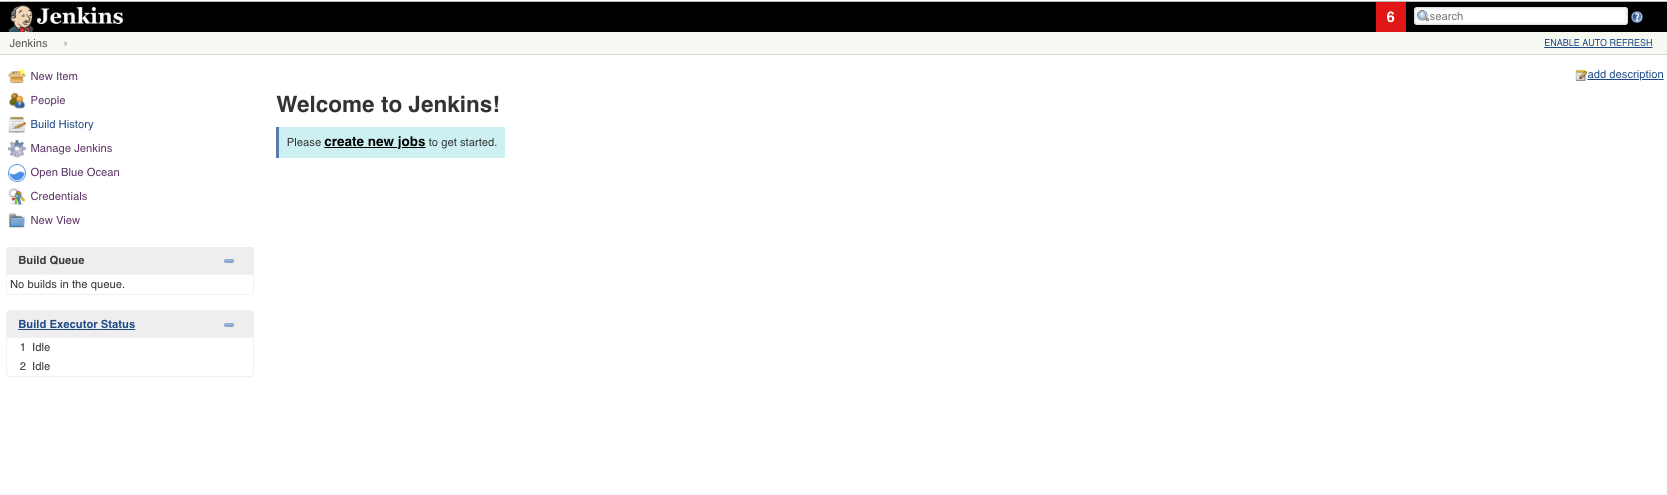 Jenkins
6
search
Jenkins
ENABLE AUTO REFRESH
New Item
People
Build History
Manage Jenkins
Open Blue Ocean
Credentials
New View
Build Queue
No builds in the queue.
Build Executor Status
1 Idle
2 Idle
add description
Welcome to Jenkins!
Please create new jobs to get started.